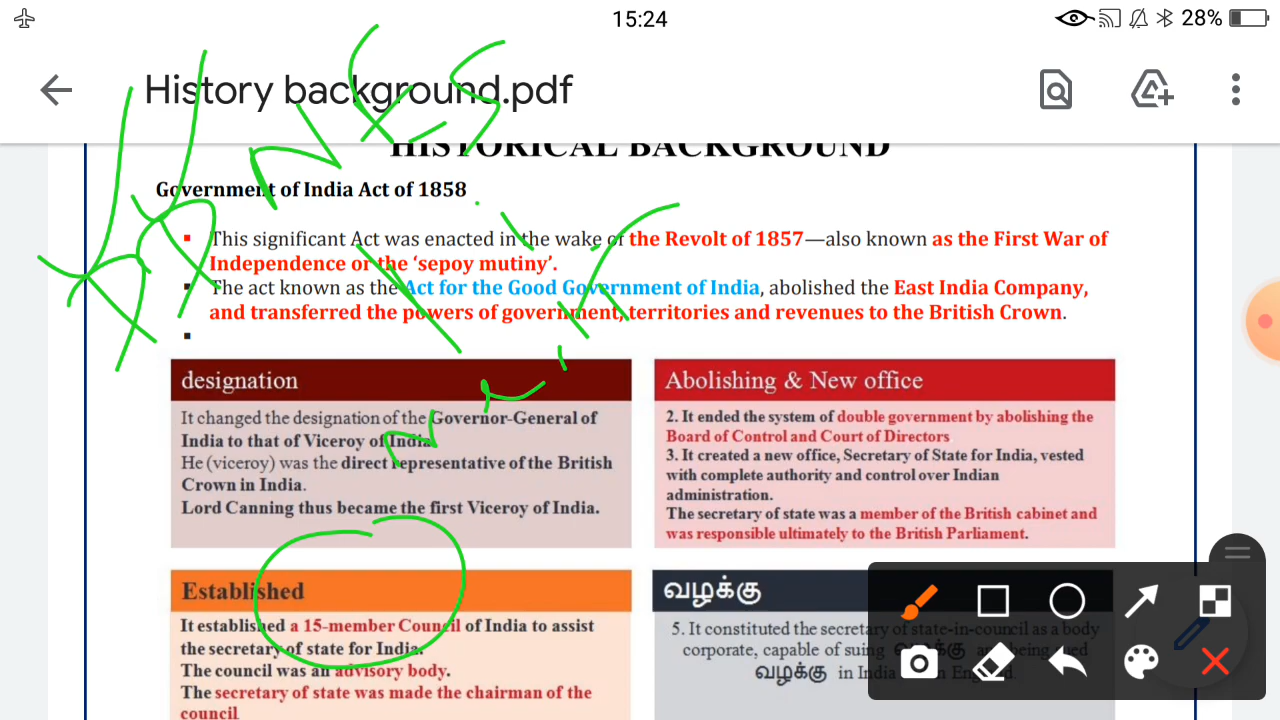 15:24
28%
History background.pdf
HISTORICAL BACKGROUND
Government of India Act of 1858
This significant Act was enacted in the wake of the Revolt of 1857—also known as the First War of
Independence or the ‘sepoy mutiny’.
The act known as the Act for the Good Government of India, abolished the East India Company,
and transferred the powers of government, territories and revenues to the British Crown.
designation
It changed the designation of the Governor-General of
India to that of Viceroy of India.
He (viceroy) was the direct representative of the British
Crown in India.
Lord Canning thus became the first Viceroy of India.
Abolishing & New office
2. It ended the system of double government by abolishing the
Board of Control and Court of Directors
3. It created a new office, Secretary of State for India, vested
with complete authority and control over Indian
administration.
The secretary of state was a member of the British cabinet and
was responsible ultimately to the British Parliament.
Established
It established a 15-member Council of India to assist
the secretary of state for India.
The council was an advisory body.
The secretary of state was made the chairman of the
council
வழக்கு
5. It constituted the secretary of state-in-council as a body
corporate, capable of suing வழக்கு
வழக்கு in India